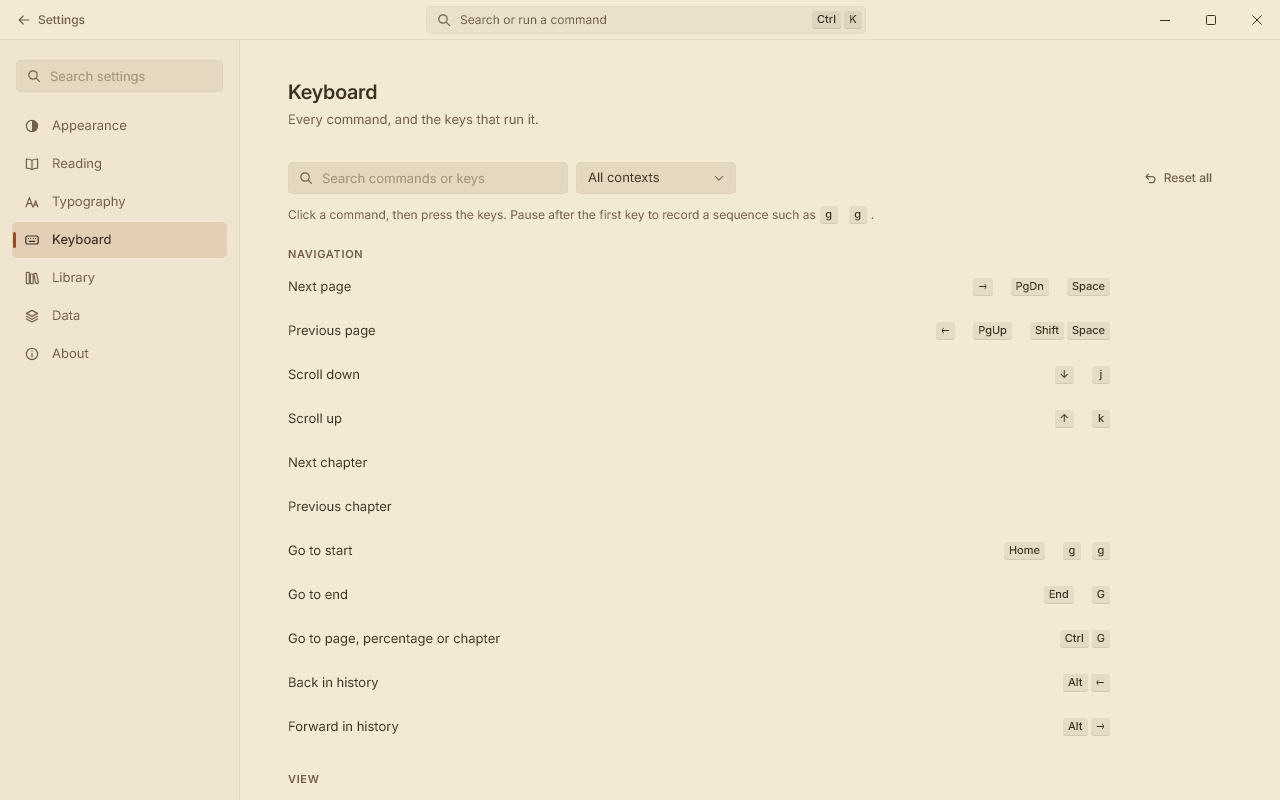 Settings
Search or run a command Ctrl K
Search settings
Appearance
Reading
Typography
Keyboard
Library
Data
About
Keyboard
Every command, and the keys that run it.
Search commands or keys
All contexts
Reset all
Click a command, then press the keys. Pause after the first key to record a sequence such as g g .
NAVIGATION
Next page → PgDn Space
Previous page ← PgUp Shift Space
Scroll down ↓ j
Scroll up ↑ k
Next chapter
Previous chapter
Go to start Home g g
Go to end End G
Go to page, percentage or chapter Ctrl G
Back in history Alt ←
Forward in history Alt →
VIEW